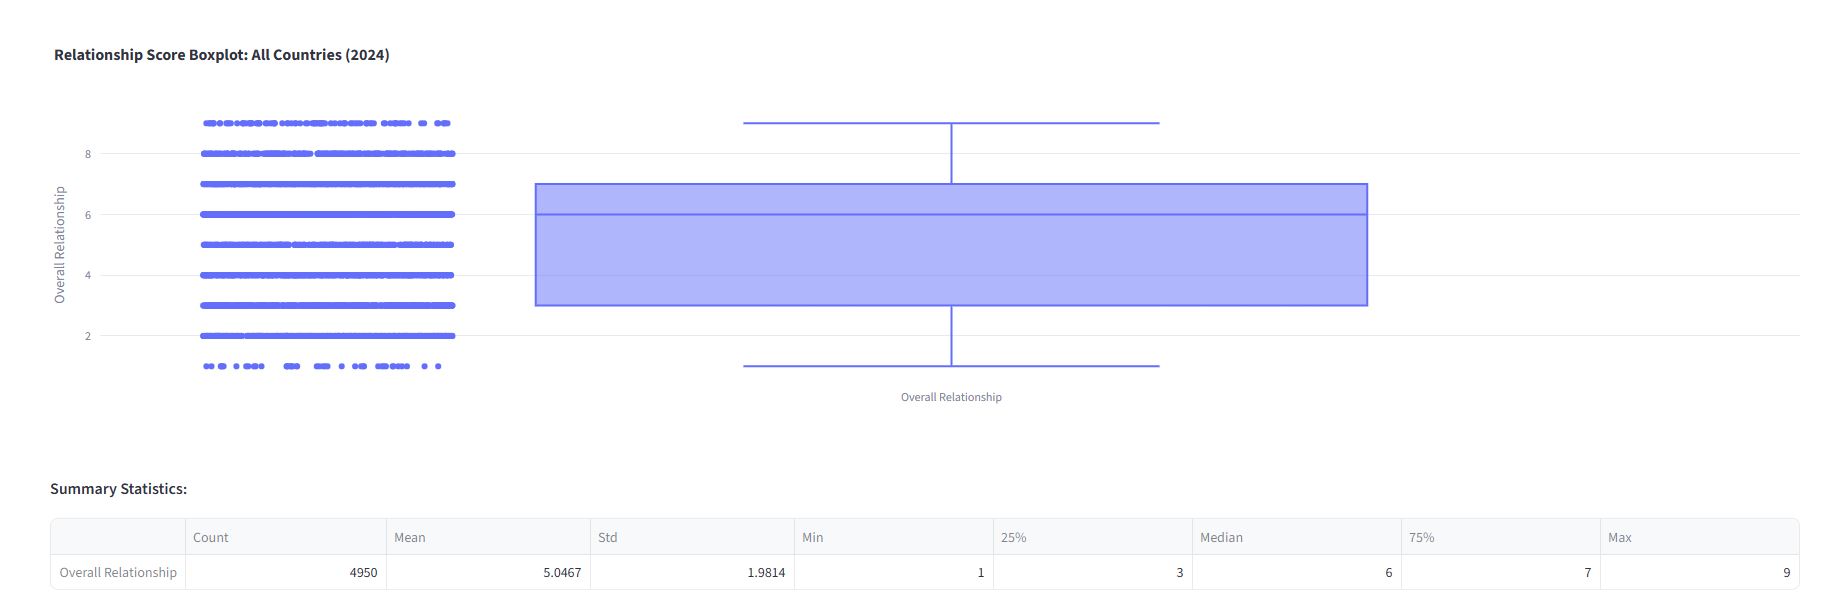 Relationship Score Boxplot: All Countries (2024)
Overall Relationship
8
6
4
2
Overall Relationship
Summary Statistics:
Count Mean Std Min 25% Median 75% Max
Overall Relationship 4950 5.0467 1.9814 1 3 6 7 9